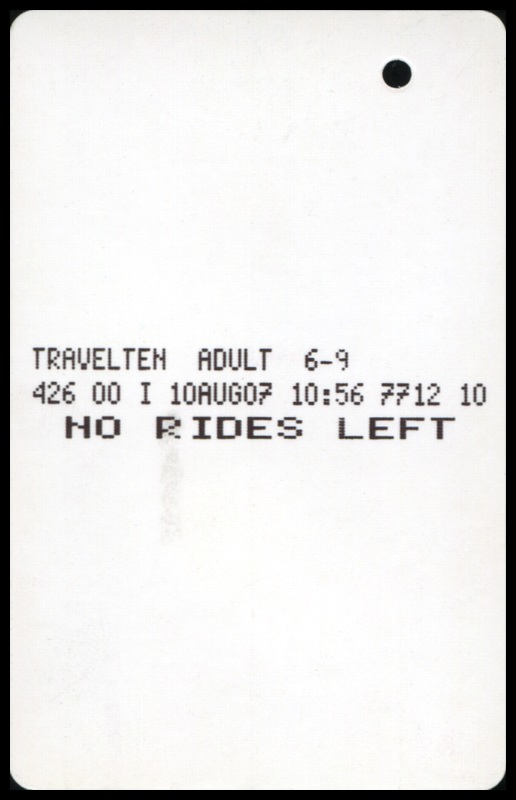 TRAVELTEN ADULT 6-9
426 00 I 10AUG07 10:56 7712 10
NO RIDES LEFT